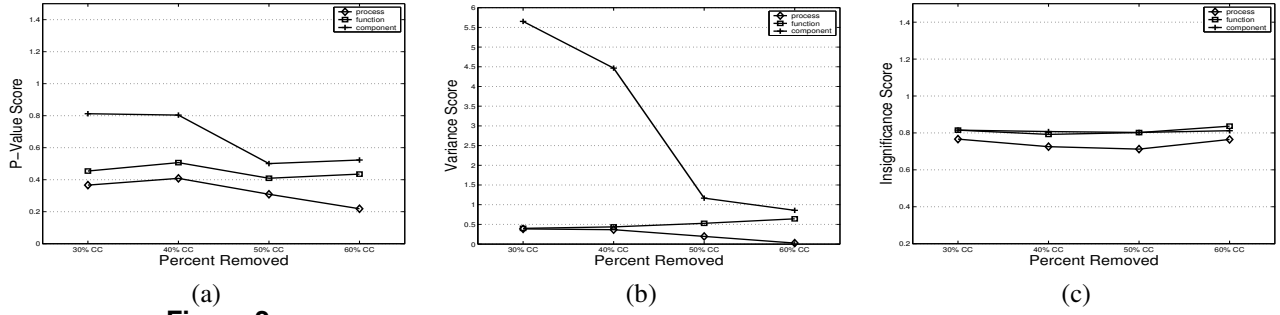 1.4
1.2
1
0.8
0.6
0.4
0.2
0
P-Value Score
process
function
component
30% CC
40% CC
50% CC
60% CC
Percent Removed
(a)
6
5.5
5
4.5
4
3.5
3
2.5
2
1.5
1
0.5
0
Variance Score
process
function
component
30% CC
40% CC
50% CC
60% CC
Percent Removed
(b)
1.4
1.2
1
0.8
0.6
0.4
0.2
Insignificance Score
process
function
component
30% CC
40% CC
50% CC
60% CC
Percent Removed
(c)